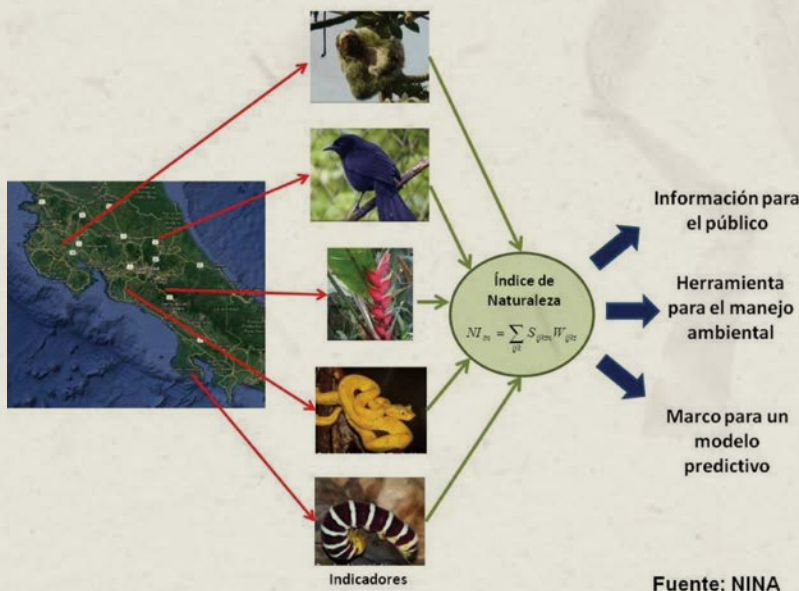 Índice de
Naturaleza
Información para
el público
Herramienta
para el manejo
ambiental
Marco para un
modelo
predictivo
Indicadores
Fuente: NINA